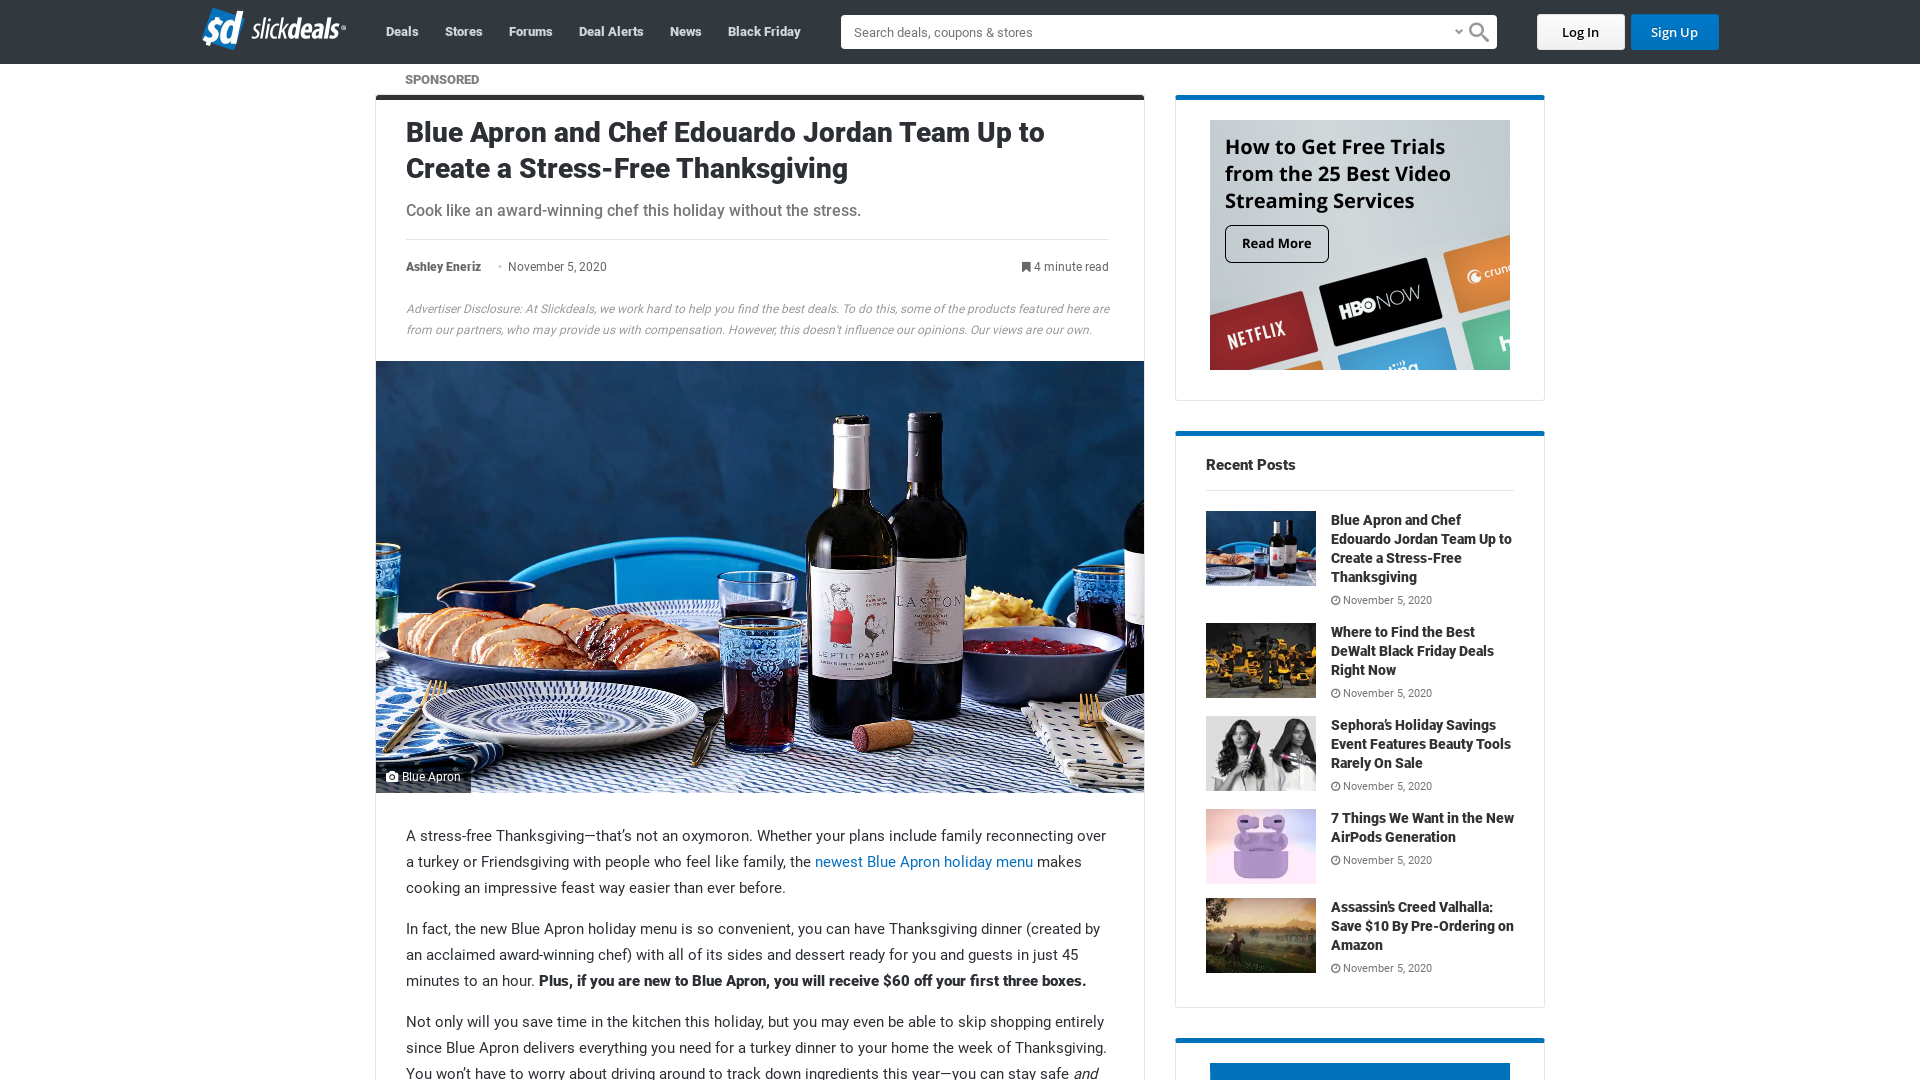 $d slickdeals®
Deals
Stores
Forums
Deal Alerts
News
Black Friday
Search deals, coupons & stores
Log In
Sign Up
SPONSORED
Blue Apron and Chef Edouardo Jordan Team Up to
Create a Stress-Free Thanksgiving
Cook like an award-winning chef this holiday without the stress.
Ashley Eneriz • November 5, 2020
4 minute read
Advertiser Disclosure: At Slickdeals, we work hard to help you find the best deals. To do this, some of the products featured here are
from our partners, who may provide us with compensation. However, this doesn’t influence our opinions. Our views are our own.
LE P'TIT PAYSAN
EASTON
ZINFANDEL
Blue Apron
A stress-free Thanksgiving—that’s not an oxymoron. Whether your plans include family reconnecting over
a turkey or Friendsgiving with people who feel like family, the newest Blue Apron holiday menu makes
cooking an impressive feast way easier than ever before.
In fact, the new Blue Apron holiday menu is so convenient, you can have Thanksgiving dinner (created by
an acclaimed award-winning chef) with all of its sides and dessert ready for you and guests in just 45
minutes to an hour. Plus, if you are new to Blue Apron, you will receive $60 off your first three boxes.
Not only will you save time in the kitchen this holiday, but you may even be able to skip shopping entirely
since Blue Apron delivers everything you need for a turkey dinner to your home the week of Thanksgiving.
You won’t have to worry about driving around to track down ingredients this year—you can stay safe and
How to Get Free Trials
from the 25 Best Video
Streaming Services
Read More
NETFLIX
HBO NOW
crunc
ling
h
Recent Posts
Blue Apron and Chef
Edouardo Jordan Team Up to
Create a Stress-Free
Thanksgiving
November 5, 2020
Where to Find the Best
DeWalt Black Friday Deals
Right Now
November 5, 2020
Sephora’s Holiday Savings
Event Features Beauty Tools
Rarely On Sale
November 5, 2020
7 Things We Want in the New
AirPods Generation
November 5, 2020
Assassin’s Creed Valhalla:
Save $10 By Pre-Ordering on
Amazon
November 5, 2020